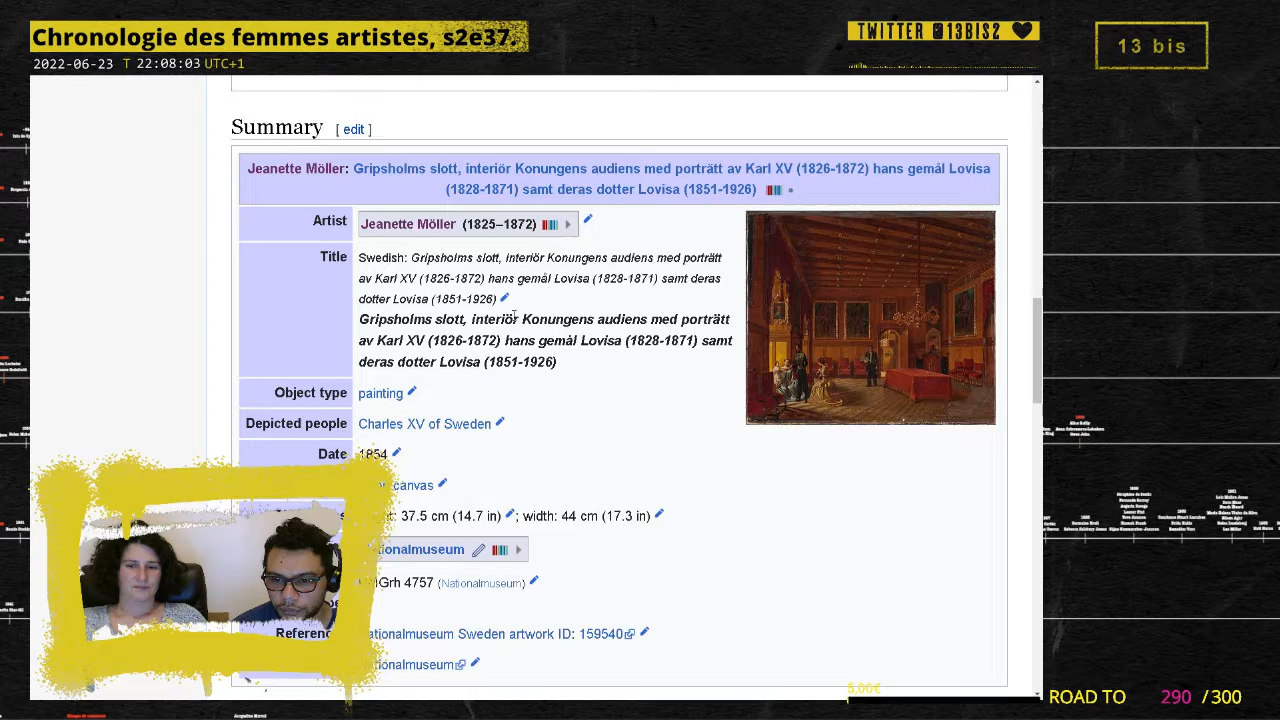 Chronologie des femmes artistes, s2e37.
2022-06-23 T 22:08:03 UTC+1
TWITTER @13BIS2
13 bis
Summary [ edit ]
Jeanette Möller: Gripsholms slott, interiör Konungens audiens med porträtt av Karl XV (1826-1872) hans gemål Lovisa
(1828-1871) samt deras dotter Lovisa (1851-1926)
Artist
Jeanette Möller (1825–1872)
Title
Swedish: Gripsholms slott, interiör Konungens audiens med porträtt
av Karl XV (1826-1872) hans gemål Lovisa (1828-1871) samt deras
dotter Lovisa (1851-1926)
Gripsholms slott, interiör Konungens audiens med porträtt
av Karl XV (1826-1872) hans gemål Lovisa (1828-1871) samt
deras dotter Lovisa (1851-1926)
Object type
painting
Depicted people
Charles XV of Sweden
Date
1854
canvas
37.5 cm (14.7 in) ; width: 44 cm (17.3 in)
ionalmuseum
Grh 4757 (Nationalmuseum)
Referenc
ationalmuseum Sweden artwork ID: 159540
ionalmuseum
5,00€
ROAD TO 290 /300